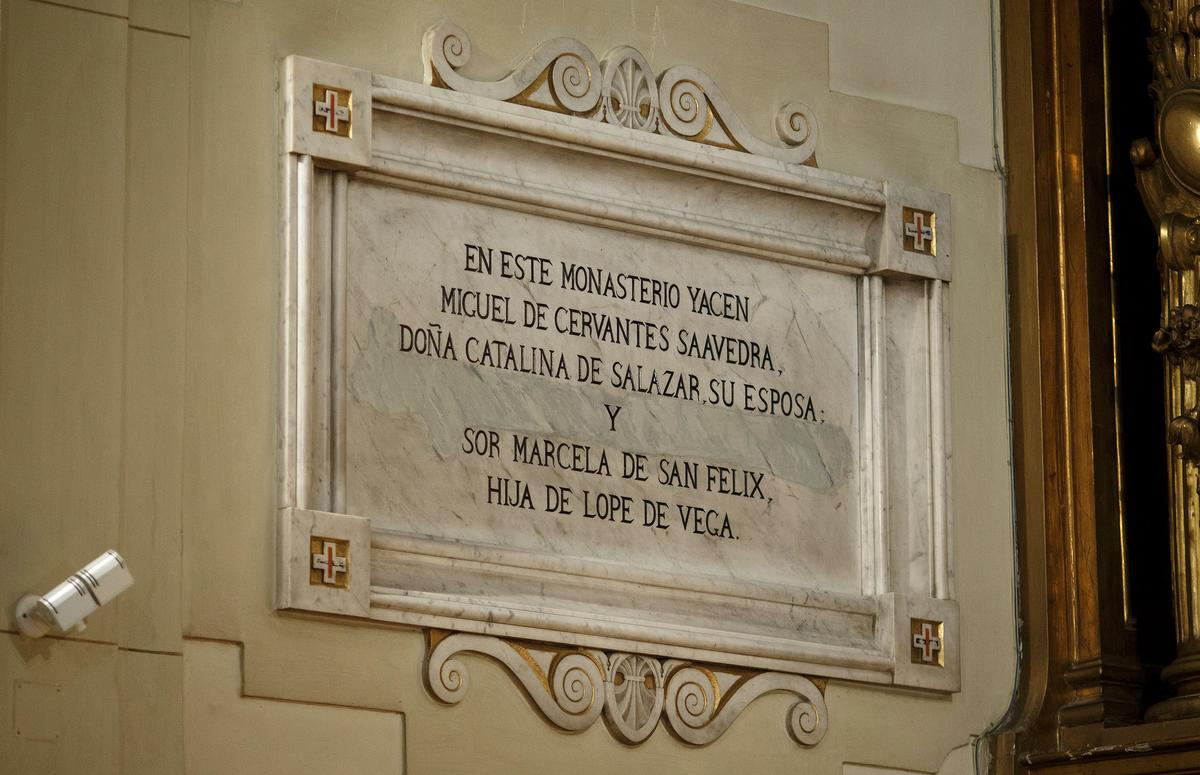 EN ESTE MONASTERIO YACEN
MIGUEL DE CERVANTES SAAVEDRA,
DOÑA CATALINA DE SALAZAR, SU ESPOSA;
Y
SOR MARCELA DE SAN FELIX,
HIJA DE LOPE DE VEGA.